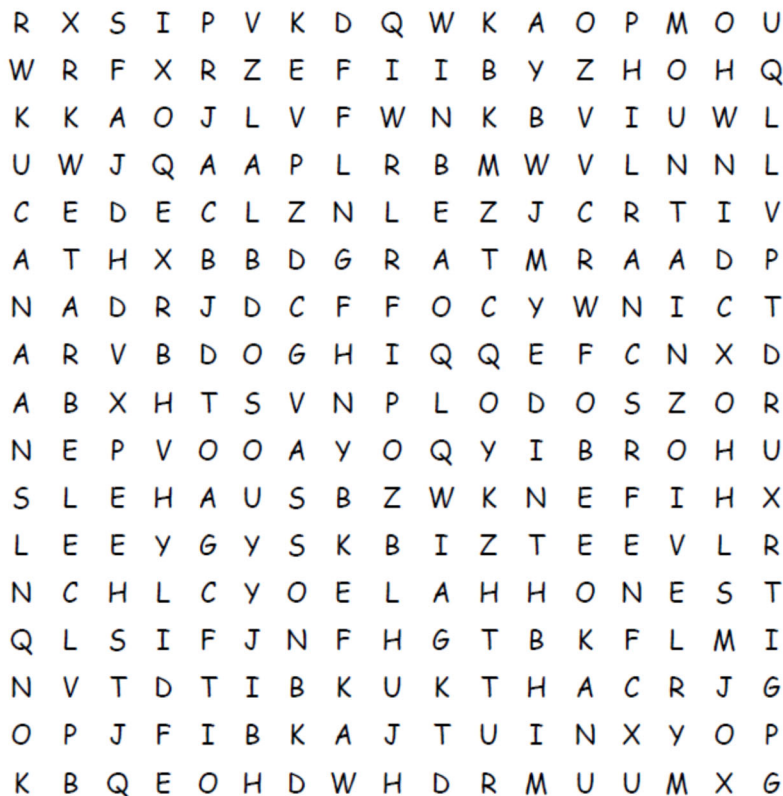 R X S I P V K D Q W K A O P M O U
W R F X R Z E F I I B Y Z H O H Q
K K A O J L V F W N K B V I U W L
U W J Q A A P L R B M W V L N N L
C E D E C L Z N L E Z J C R T I V
A T H X B B D G R A T M R A A D P
N A D R J D C F F O C Y W N I C T
A R V B D O G H I Q Q E F C N X D
A B X H T S V N P L O D O S Z O R
N E P V O O A Y O Q Y I B R O H U
S L E H A U S B Z W K N E F I H X
L E E Y G Y S K B I Z T E E V L R
N C H L C Y O E L A H H O N E S T
Q L S I F J N F H G T B K F L M I
N V T D T I B K U K T H A C R J G
O P J F I B K A J T U I N X Y O P
K B Q E O H D W H D R M U U M X G